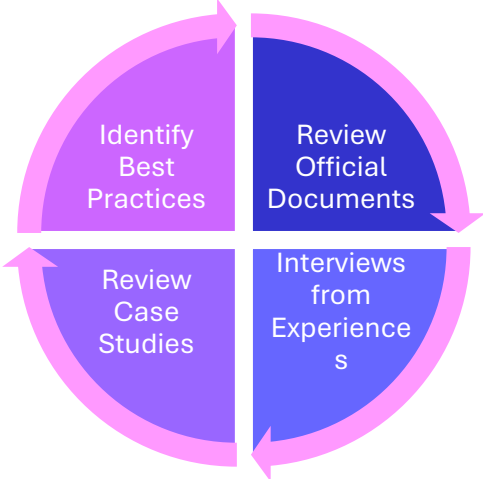 Identify
Best
Practices
Review
Official
Documents
Interviews
from
Experience
s
Review
Case
Studies